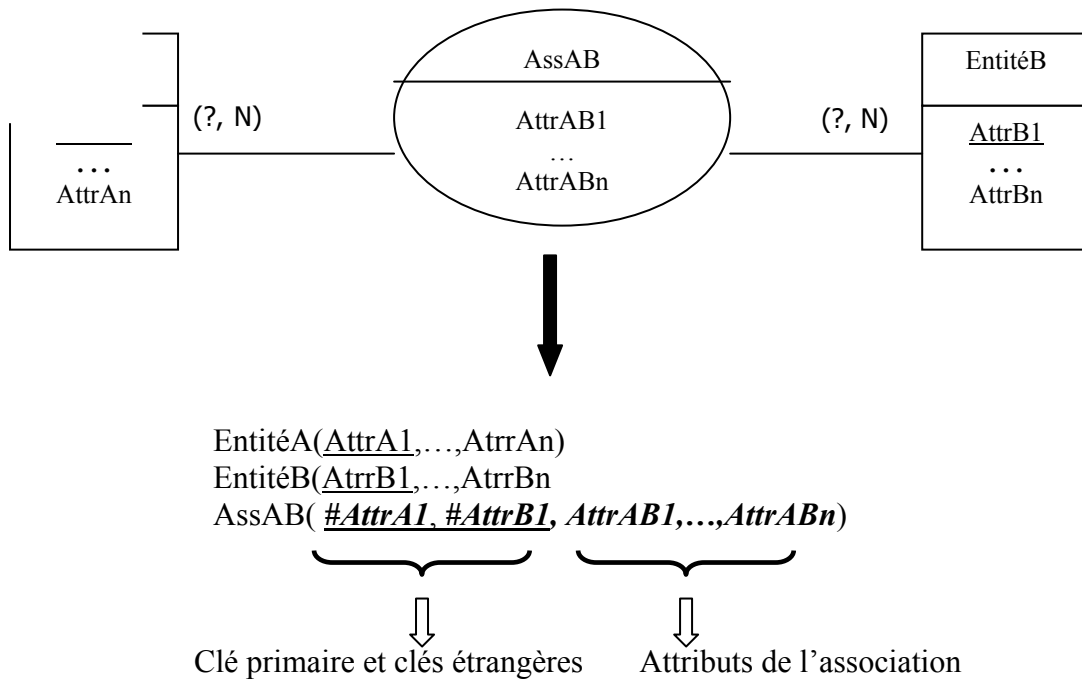 AssAB
EntitéB
(?, N)
AttrAB1
(?, N)
AttrB1
…
…
…
AttrAn
AttrABn
AttrBn
EntitéA(AttrA1,…,AtrrAn)
EntitéB(AtrrB1,…,AtrrBn
AssAB( #AttrA1, #AttrB1, AttrAB1,…,AttrABn)
Clé primaire et clés étrangères
Attributs de l’association